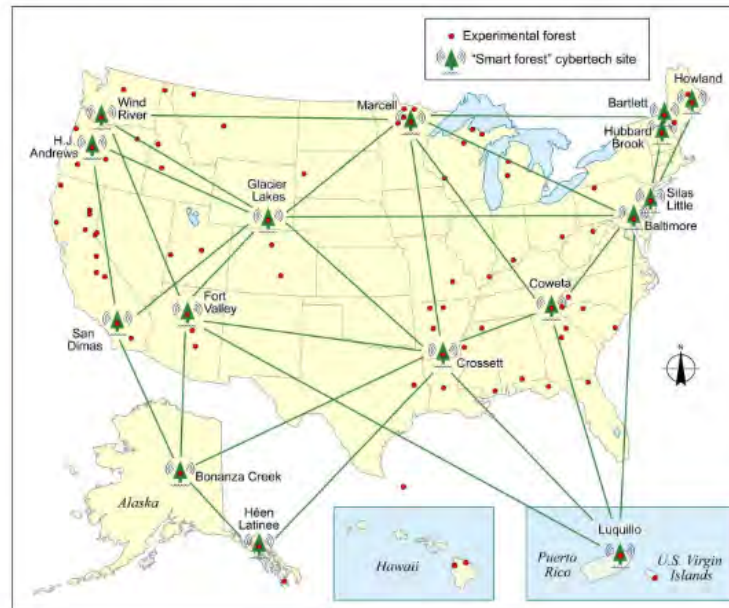 Experimental forest
"Smart forest" cybertech site
Howland
Wind
River
Marcell
Bartlett
Hubbard
Brook
H.J.
Andrews
Glacier
Lakes
Silas
Little
Baltimore
Coweta
Fort
Valley
San
Dimas
Crossett
N
Bonanza Creek
Alaska
Héen
Latinee
Hawaii
Luquillo
Puerto
Rico
U.S. Virgin
Islands